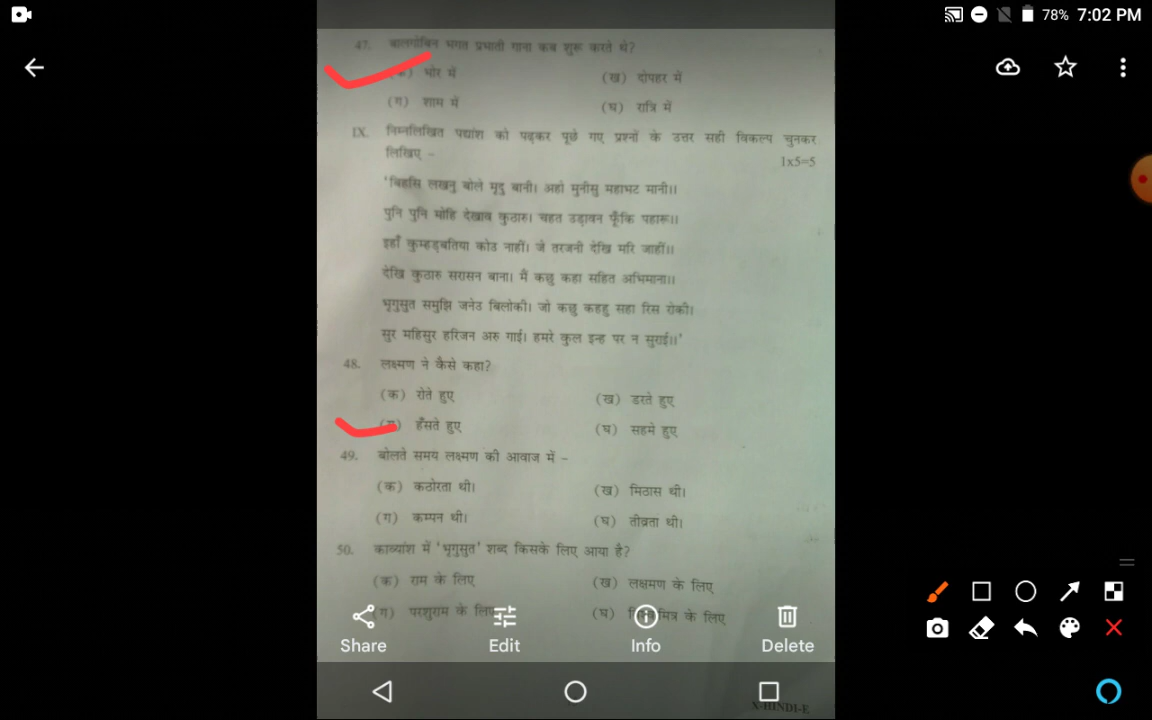 78% 7:02 PM
47. बालगोबिन भगत प्रभाती गाना कब शुरू करते थे?
(क) भोर में (ख) दोपहर में
(ग) शाम में (घ) रात्रि में
IX. निम्नलिखित पद्यांश को पढ़कर पूछे गए प्रश्नों के उत्तर सही विकल्प चुनकर
लिखिए – 1x5=5
'बिहसि लखनु बोले मृदु बानी। अहो मुनीसु महाभट मानी।।
पुनि पुनि मोहि देखाव कुठारु। चहत उड़ावन फूँकि पहारू।।
इहाँ कुम्हड़बतिया कोउ नाहीं। जे तरजनी देखि मरि जाहीं।।
देखि कुठारु सरासन बाना। मैं कछु कहा सहित अभिमाना।।
भृगुसुत समुझि जनेउ बिलोकी। जो कछु कहहु सहा रिस रोकी।
सुर महिसुर हरिजन अरु गाई। हमरे कुल इन्ह पर न सुराई।।'
48. लक्ष्मण ने कैसे कहा?
(क) रोते हुए (ख) डरते हुए
(ग) हँसते हुए (घ) सहमे हुए
49. बोलते समय लक्ष्मण की आवाज में –
(क) कठोरता थी। (ख) मिठास थी।
(ग) कम्पन थी। (घ) तीव्रता थी।
50. काव्यांश में 'भृगुसुत' शब्द किसके लिए आया है?
(क) राम के लिए (ख) लक्षमण के लिए
(ग) परशुराम के लिए (घ) के लिए
Share Edit Info Delete
X-HINDI-E